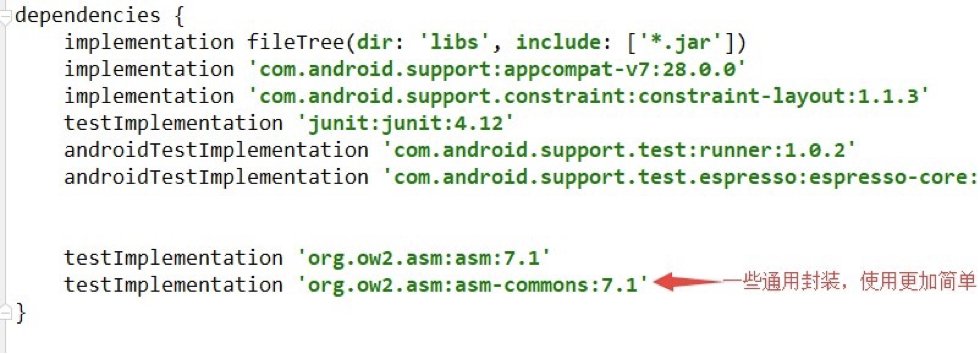 dependencies {
    implementation fileTree(dir: 'libs', include: ['*.jar'])
    implementation 'com.android.support:appcompat-v7:28.0.0'
    implementation 'com.android.support.constraint:constraint-layout:1.1.3'
    testImplementation 'junit:junit:4.12'
    androidTestImplementation 'com.android.support.test:runner:1.0.2'
    androidTestImplementation 'com.android.support.test.espresso:espresso-core:
    testImplementation 'org.ow2.asm:asm:7.1'
    testImplementation 'org.ow2.asm:asm-commons:7.1' 一些通用封装，使用更加简单
}